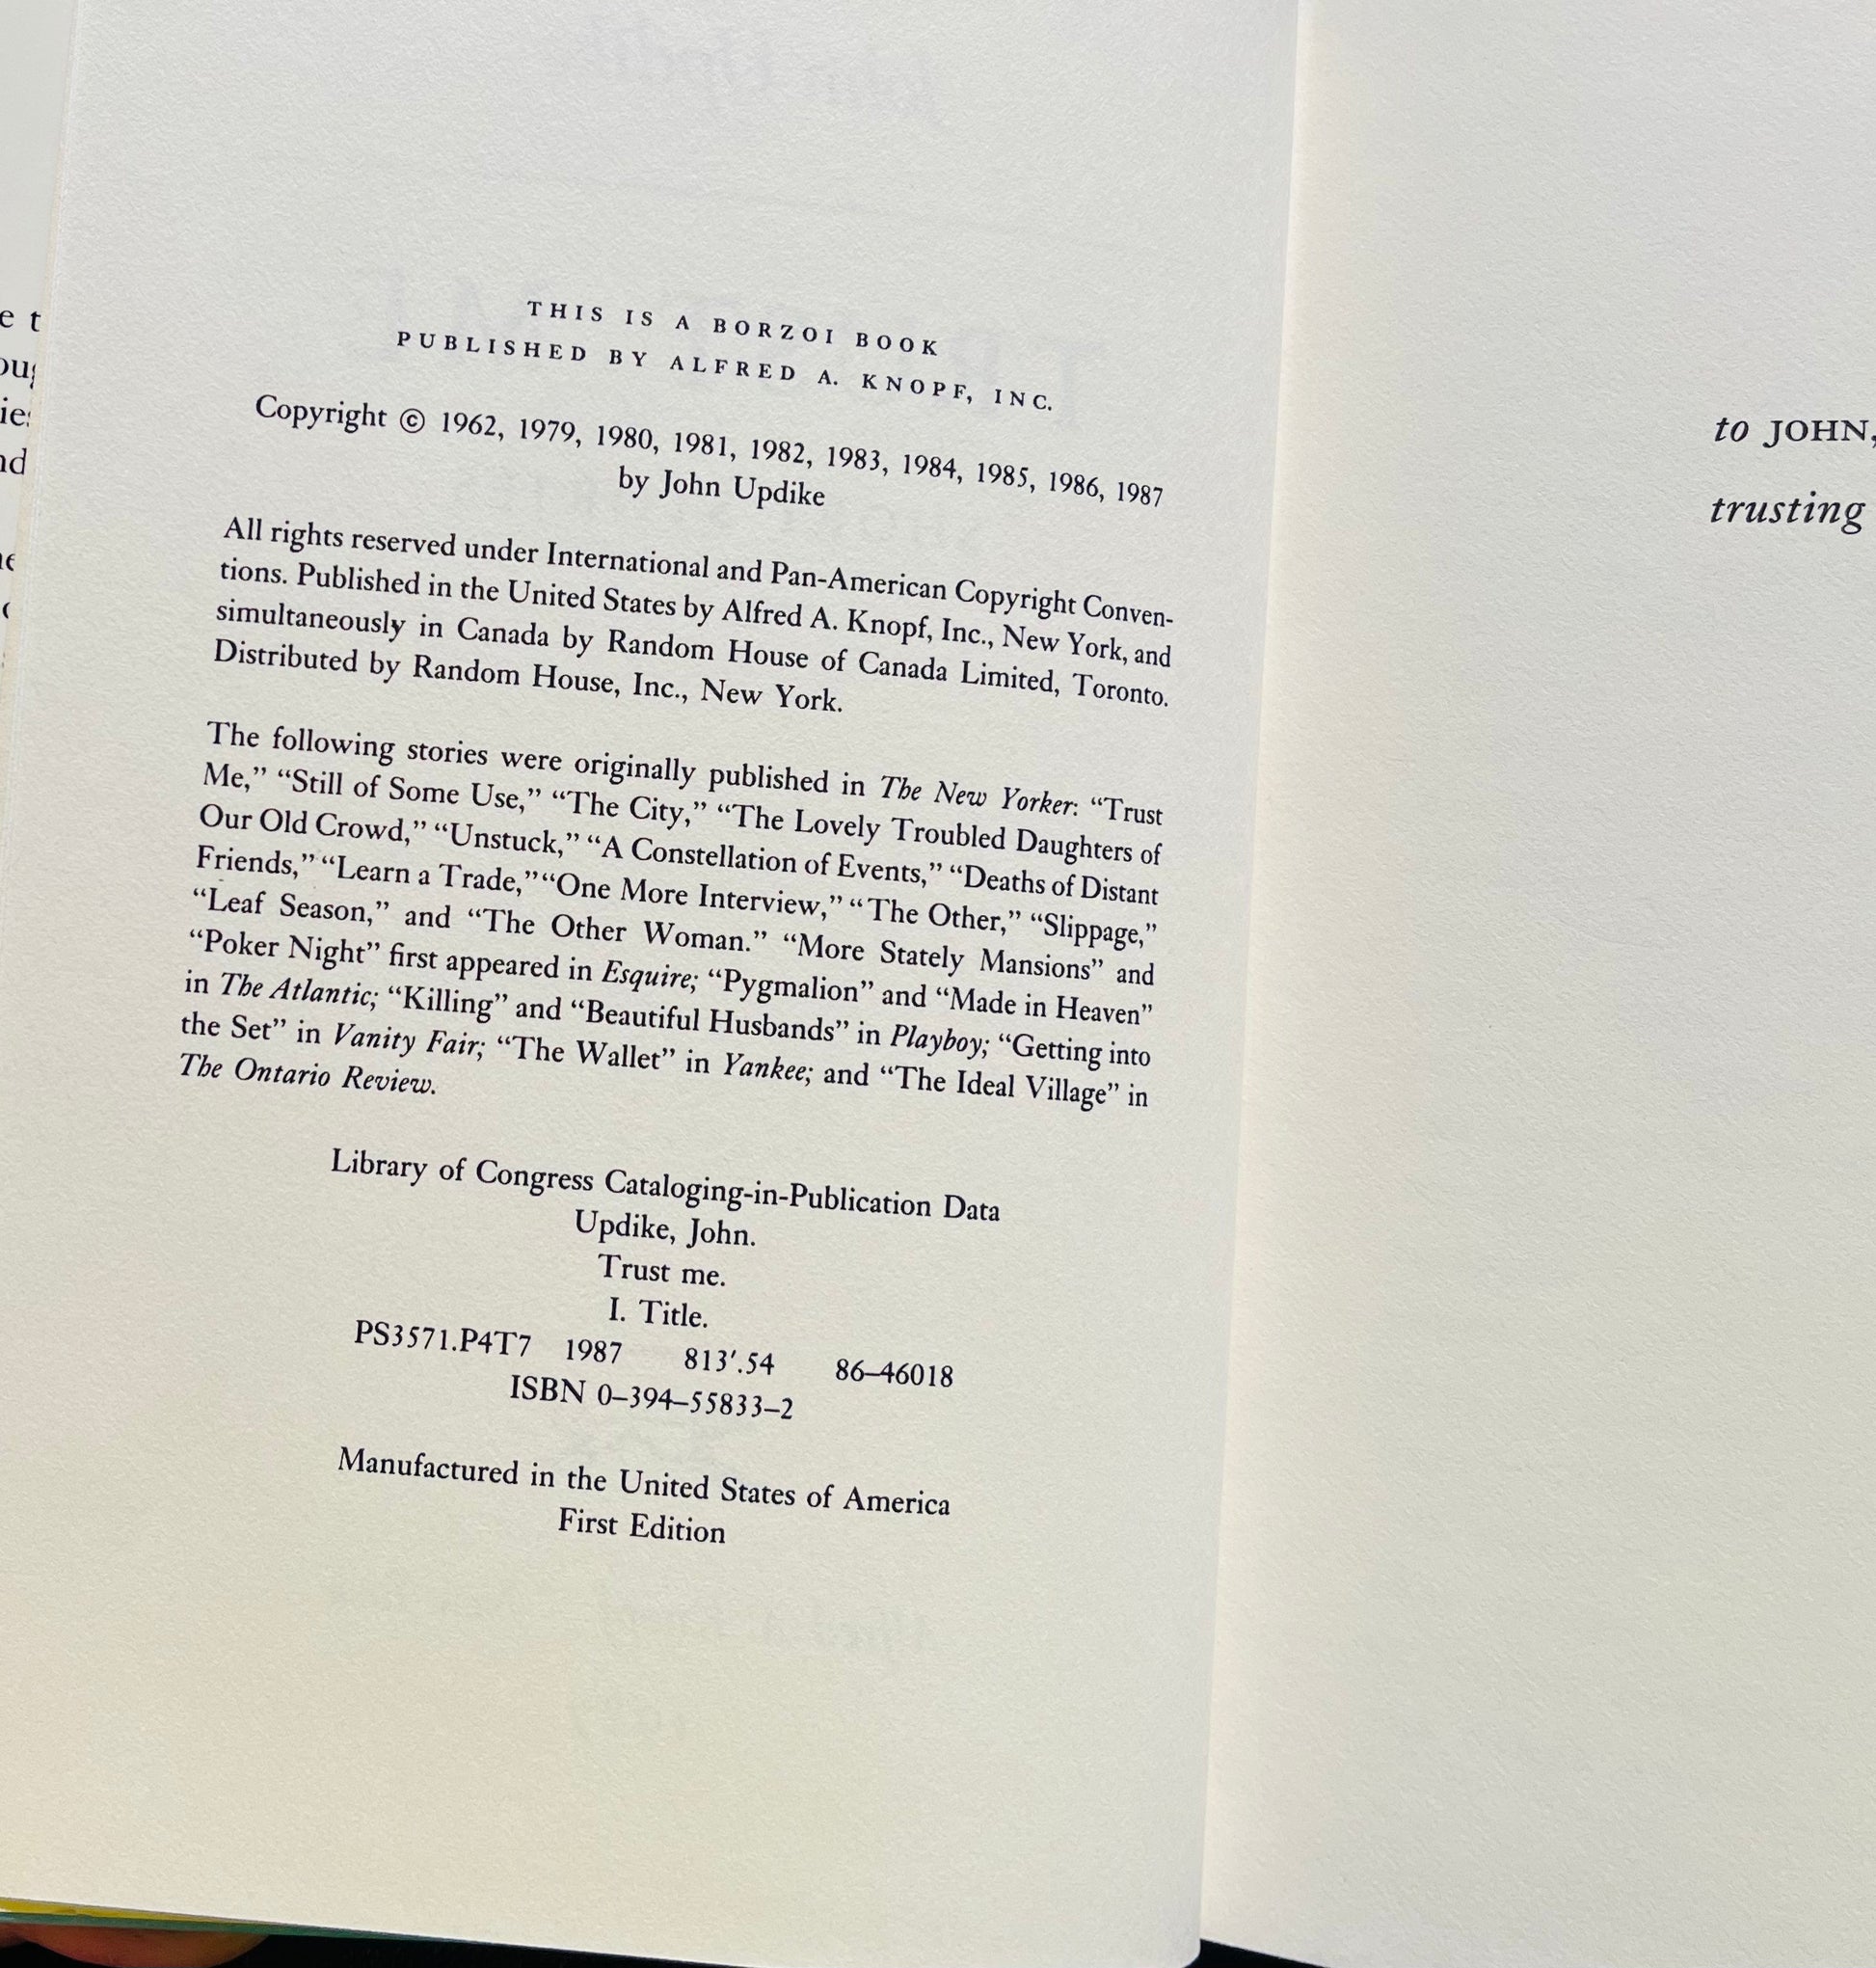 THIS IS A BORZOI BOOK
PUBLISHED BY ALFRED A. KNOPF, INC.
Copyright © 1962, 1979, 1980, 1981, 1982, 1983, 1984, 1985, 1986, 1987
by John Updike
All rights reserved under International and Pan-American Copyright Conven-
tions. Published in the United States by Alfred A. Knopf, Inc., New York, and
simultaneously in Canada by Random House of Canada Limited, Toronto.
Distributed by Random House, Inc., New York.
The following stories were originally published in The New Yorker: “Trust
Me,” “Still of Some Use,” “The City,” “The Lovely Troubled Daughters of
Our Old Crowd,” “Unstuck,” “A Constellation of Events,” “Deaths of Distant
Friends,” “Learn a Trade,” “One More Interview,” “The Other,” “Slippage,”
“Leaf Season,” and “The Other Woman.” “More Stately Mansions” and
“Poker Night” first appeared in Esquire; “Pygmalion” and “Made in Heaven”
in The Atlantic; “Killing” and “Beautiful Husbands” in Playboy; “Getting into
the Set” in Vanity Fair; “The Wallet” in Yankee; and “The Ideal Village” in
The Ontario Review.
Library of Congress Cataloging-in-Publication Data
Updike, John.
Trust me.
I. Title.
PS3571.P4T7 1987 813′.54 86–46018
ISBN 0–394–55833–2
Manufactured in the United States of America
First Edition
to JOHN,
trusting